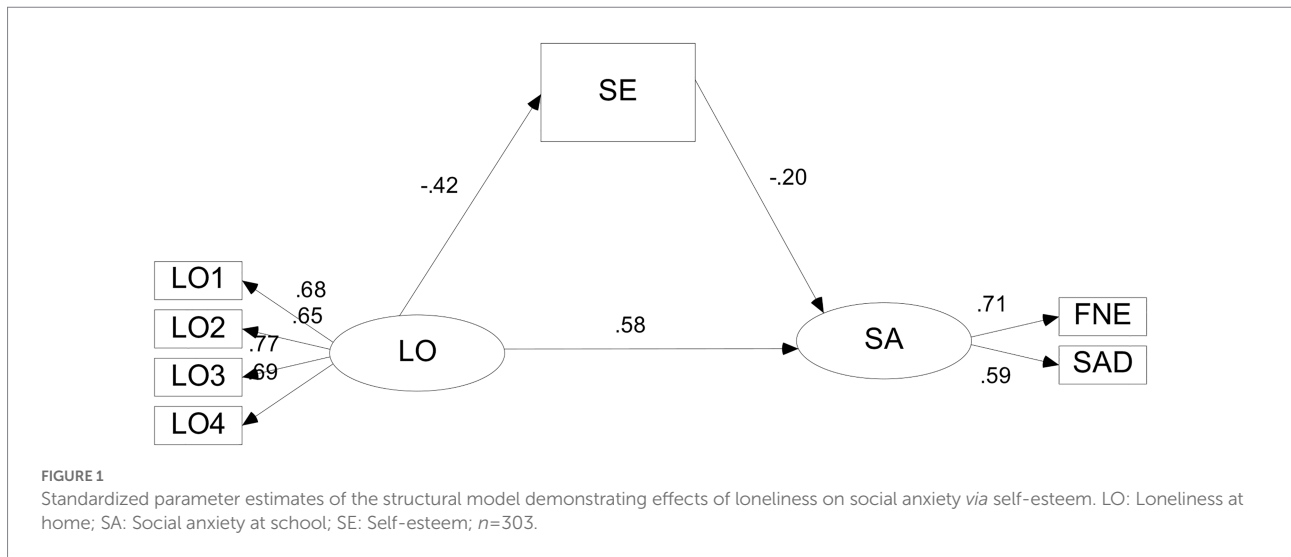 SE
-.42
-.20
LO1
.68
.65
LO2
.77
LO3
.69
LO4
LO
.58
SA
.71
FNE
SAD
.59
FIGURE 1
Standardized parameter estimates of the structural model demonstrating effects of loneliness on social anxiety via self-esteem. LO: Loneliness at
home; SA: Social anxiety at school; SE: Self-esteem; n=303.